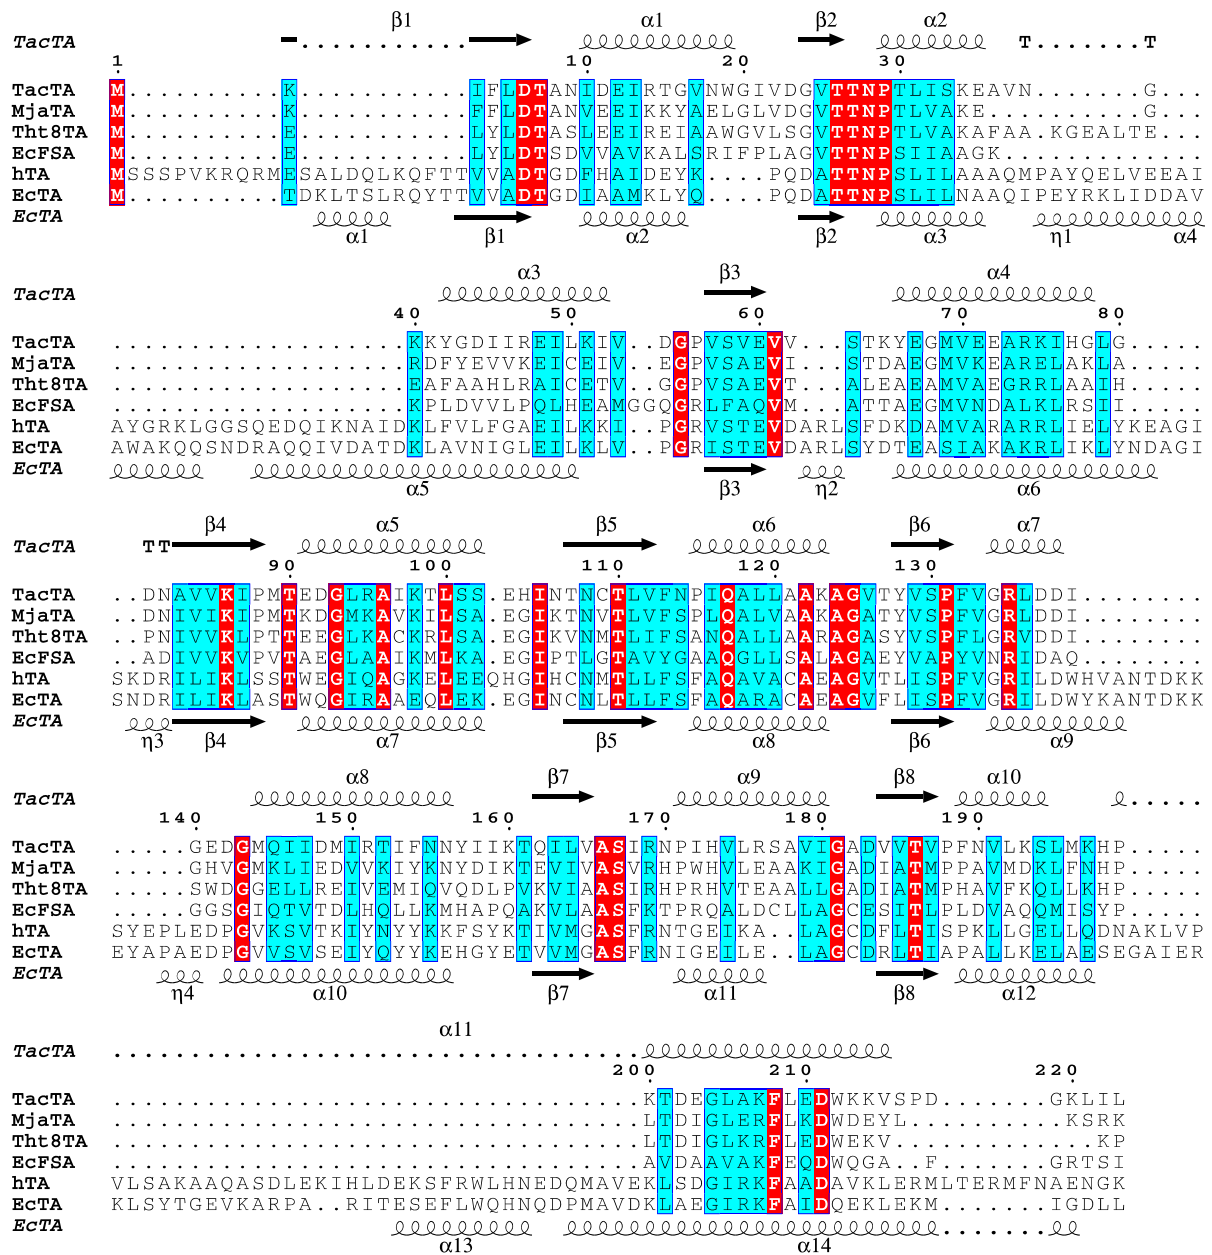 β1 α1 β2 α2
TacTA ........... T.......T
1 10 20 30
TacTA M..........K...........IFLDTANIDEIRTGVNWGIVDGVTTNPTLISKEAVN.......G...
MjaTA M..........K...........FFLDTANVEEIKKYAELGLVDGVTTNPTLVAKE..........G...
Tht8TA M..........E...........LYLDTASLEEIREIAAWGVLSGVTTNPTLVAKAFAA.KGEALTE...
EcFSA M..........E...........LYLDTSDVVAVKALSRIFPLAGVTTNPSIIAAGK.............
hTA MSSSPVKRQRMESALDQLKQFTTVVADTGDFHAIDEYK....PQDATTNPSLILAAAQMPAYQELVEEAI
EcTA M..........TDKLTSLRQYTTVVADTGDIAAMKLYQ....PQDATTNPSLILNAAQIPEYRKLIDDAV
EcTA
α1 β1 α2 β2 α3 η1 α4
α3 β3 α4
TacTA ...................
40 50 60 70 80
TacTA ...................KKYGDIIREILKIV..DGPVSVEVV...STKYEGMVEEARKIHGLG.....
MjaTA ...................RDFYEVVKEICEIV..EGPVSAEVI...STDAEGMVKEARELAKLA.....
Tht8TA ...................EAFAAHLRAICETV..GGPVSAEVT...ALEAEAMVAEGRRLAAIH.....
EcFSA ...................KPLDVVLPQLHEAMGGQGRLFAQVM...ATTAEGMVNDALKLRSII.....
hTA AYGRKLGGSQEDQIKNAIDKLFVLFGAEILKKI..PGRVSTEVDARLSFDKDAMVARARRLIELYKEAGI
EcTA AWAKQQSNDRAQQIVDATDKLAVNIGLEILKLV..PGRISTEVDARLSYDTEASIAKAKRLIKLYNDAGI
EcTA
α5 β3 η2 α6
β4 α5 β5 α6 β6 α7
TacTA TT
90 100 110 120 130
TacTA ..DNAVVKIPMTEDGLRAIKTLSS.EHINTNCTLVFNPIQALLAAKAGVTYVSPFVGRLDDI........
MjaTA ..DNIVIKIPMTKDGMKAVKILSA.EGIKTNVTLVFSPLQALVAAKAGATYVSPFVGRLDDI........
Tht8TA ..PNIVVKLPTTEEGLKACKRLSA.EGIKVNMTLIFSANQALVAARAGASYVSPFLGRVDDI........
EcFSA ..ADIVVKVPVTAEGLAAIKMLKA.EGIPTLGTAVYGAAQGLLSALAGAEYVAPYVNRIDAQ........
hTA SKDRILIKLSSTWEGIQAGKELEEQHGIHCNMTLLFSFAQAVACAEAGVTLISPFVGRILDWHVANTDKK
EcTA SNDRILIKLASTWQGIRAAEQLEK.EGINCNLTLLFSFAQARACAEAGVFLISPFVGRILDWYKANTDKK
EcTA
η3 β4 α7 β5 α8 β6 α9
α8 β7 α9 β8 α10
TacTA .....
140 150 160 170 180 190
TacTA .....GEDGMQIIDMIRTIFNNYIIKTQILVASIRNPIHVLRSAVIGADVVTVPFNVLKSLMKHP.....
MjaTA .....GHVGMKLIEDVVKIYKNYDIKTEVIVASVRHPWHVLEAAKIGADIATMPPAVMDKLFNHP.....
Tht8TA .....SWDGGELLREIVEMIQVQDLPVKVIAASIRHPRHVTEAALLGADIATMPHAVFKQLLKHP.....
EcFSA .....GGSGIQTVTDLHQLLKMHAPQAKVLAASFKTPRQALDCLLAGCESITLPLDVAQQMISYP.....
hTA SYEPLEDPGVKSVTKIYNYYKKFSYKTIVMGASFRNTGEIKA..LAGCDFLTISPKLLGELLQDNAKLVP
EcTA EYAPAEDPGVVSVSEIYQYYKEHGYETVVMGASFRNIGEILE..LAGCDRLTIAPALLKELAESEGAIER
EcTA
η4 α10 β7 α11 β8 α12
α11
TacTA ..................................
200 210 220
TacTA ..................................KTDEGLAKFLEDWKKVSPD.......GKLIL
MjaTA ..................................LTDIGLERFLKDWDEYL.........KSRK
Tht8TA ..................................LTDIGLKRFLEDWEKV.............KP
EcFSA ..................................AVDAAVAKFEQDWQGA..F.......GRTSI
hTA VLSAKAAQASDLEKIHLDEKSFRWLHNEDQMAVEKLSDGIRKFAADAVKLERMLTERMFNAENGK
EcTA KLSYTGEVKARPA..RITESEFLWQHNQDPMAVDKLAEGIRKFAIDQEKLEKM.......IGDLL
EcTA .......
α13 α14